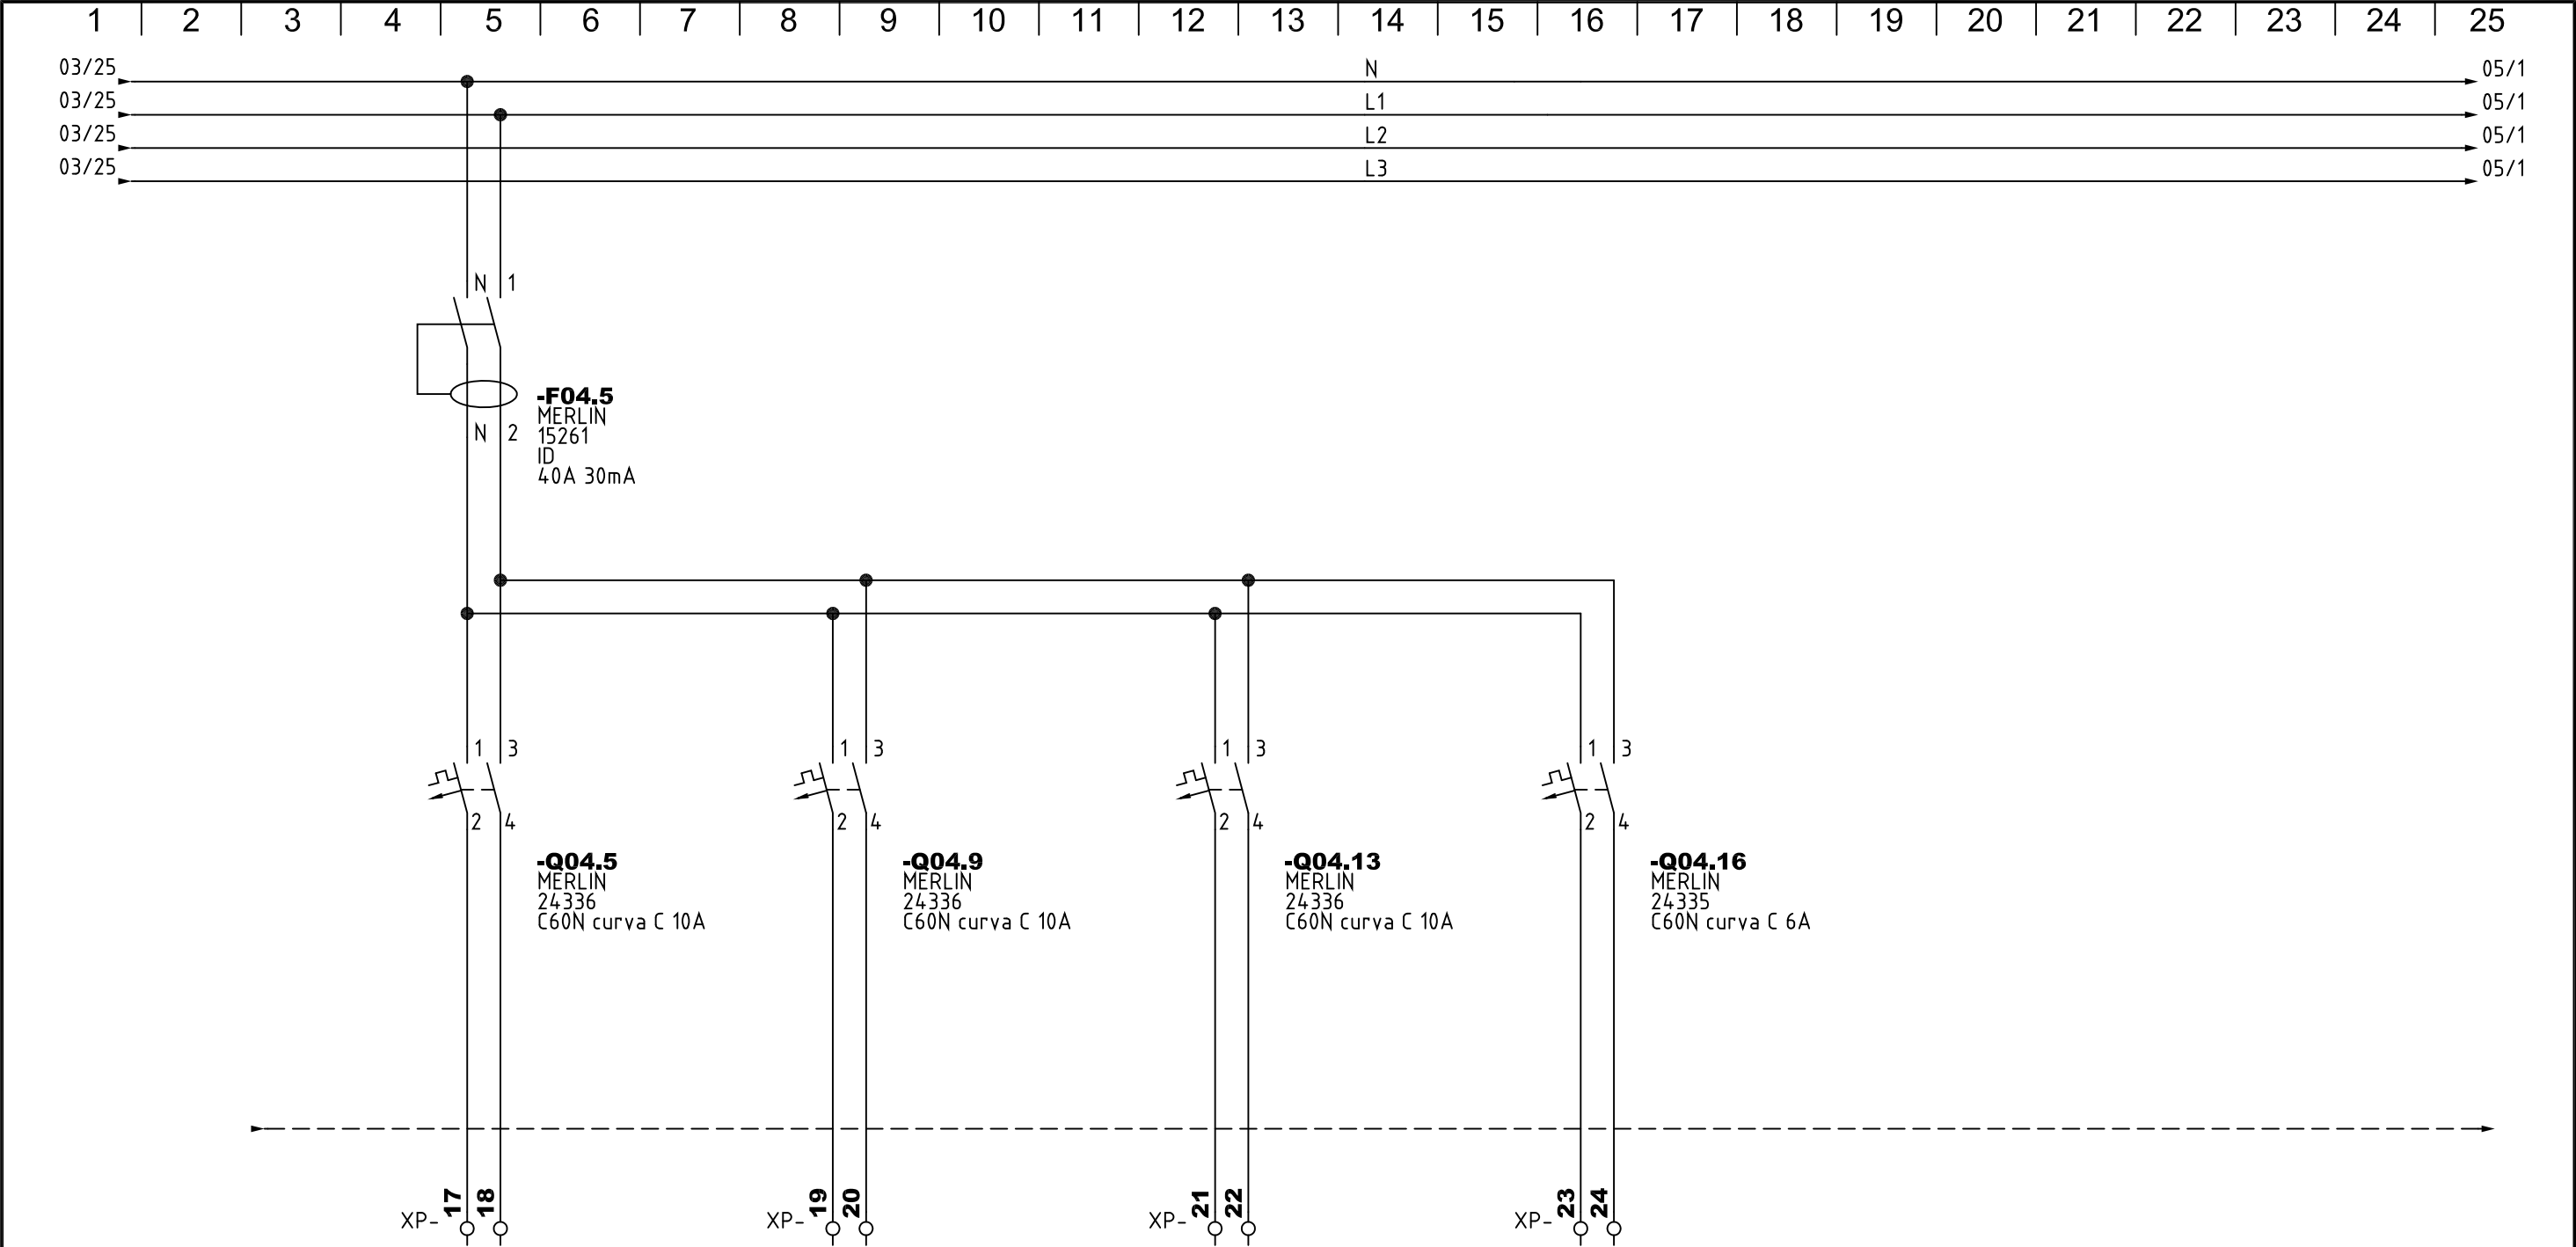 1 2 3 4 5 6 7 8 9 10 11 12 13 14 15 16 17 18 19 20 21 22 23 24 25
03/25 N 05/1
03/25 L1 05/1
03/25 L2 05/1
03/25 L3 05/1
N 1
-F04.5
MERLIN
15261
ID
40A 30mA
N 2
1 3 1 3 1 3 1 3
2 4 2 4 2 4 2 4
-Q04.5
MERLIN
24336
C60N curva C 10A
-Q04.9
MERLIN
24336
C60N curva C 10A
-Q04.13
MERLIN
24336
C60N curva C 10A
-Q04.16
MERLIN
24335
C60N curva C 6A
XP- 17 18 XP- 19 20 XP- 21 22 XP- 23 24